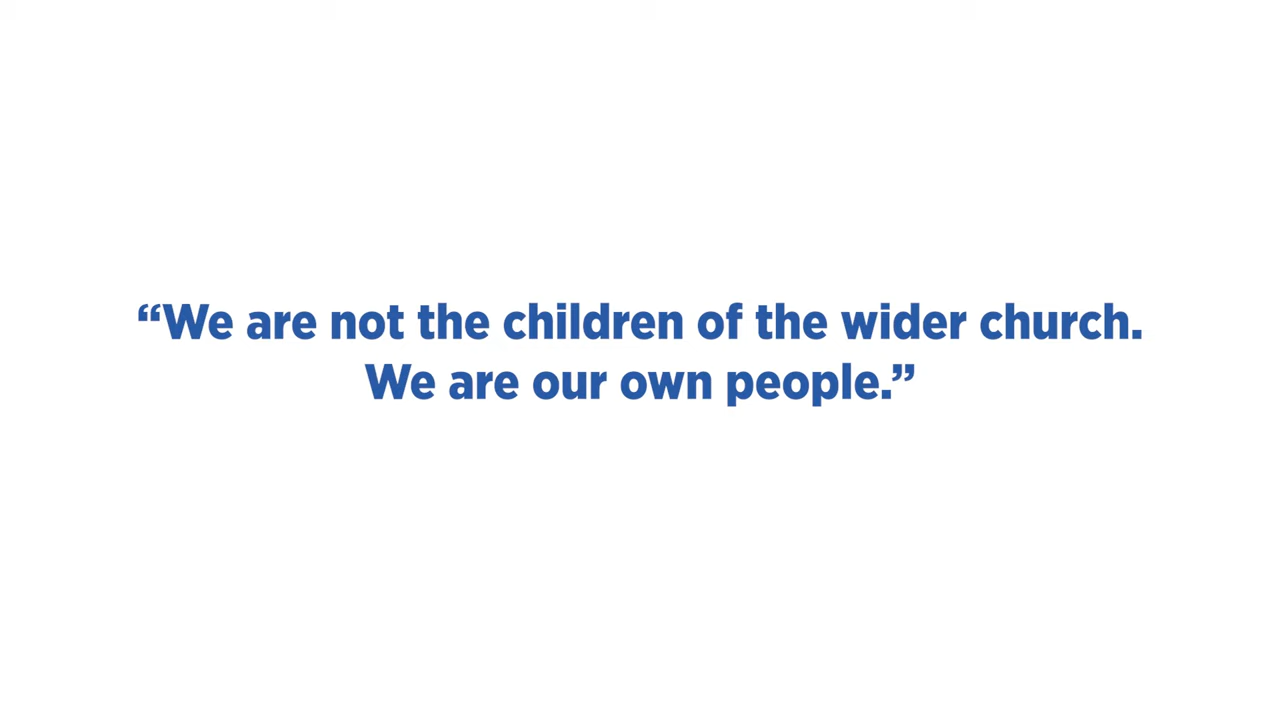 “We are not the children of the wider church.
We are our own people.”